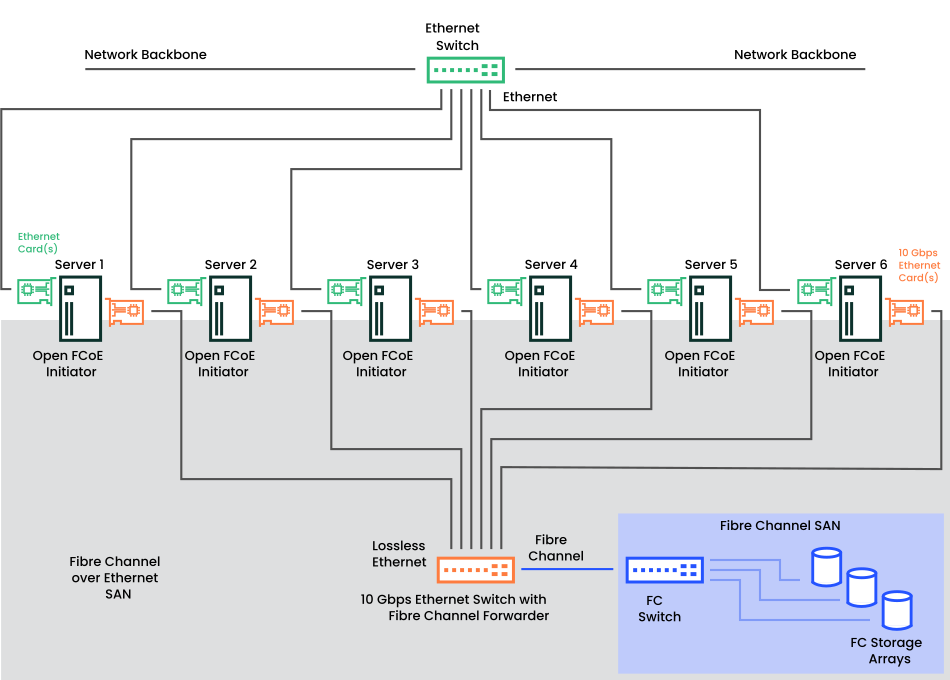 Ethernet
Switch
Network Backbone
Network Backbone
Ethernet
Ethernet
Card(s)
10 Gbps
Ethernet
Card(s)
Server 1
Server 2
Server 3
Server 4
Server 5
Server 6
Open FCoE
Initiator
Open FCoE
Initiator
Open FCoE
Initiator
Open FCoE
Initiator
Open FCoE
Initiator
Open FCoE
Initiator
Fibre Channel
over Ethernet
SAN
Lossless
Ethernet
10 Gbps Ethernet Switch with
Fibre Channel Forwarder
Fibre
Channel
Fibre Channel SAN
FC
Switch
FC Storage
Arrays